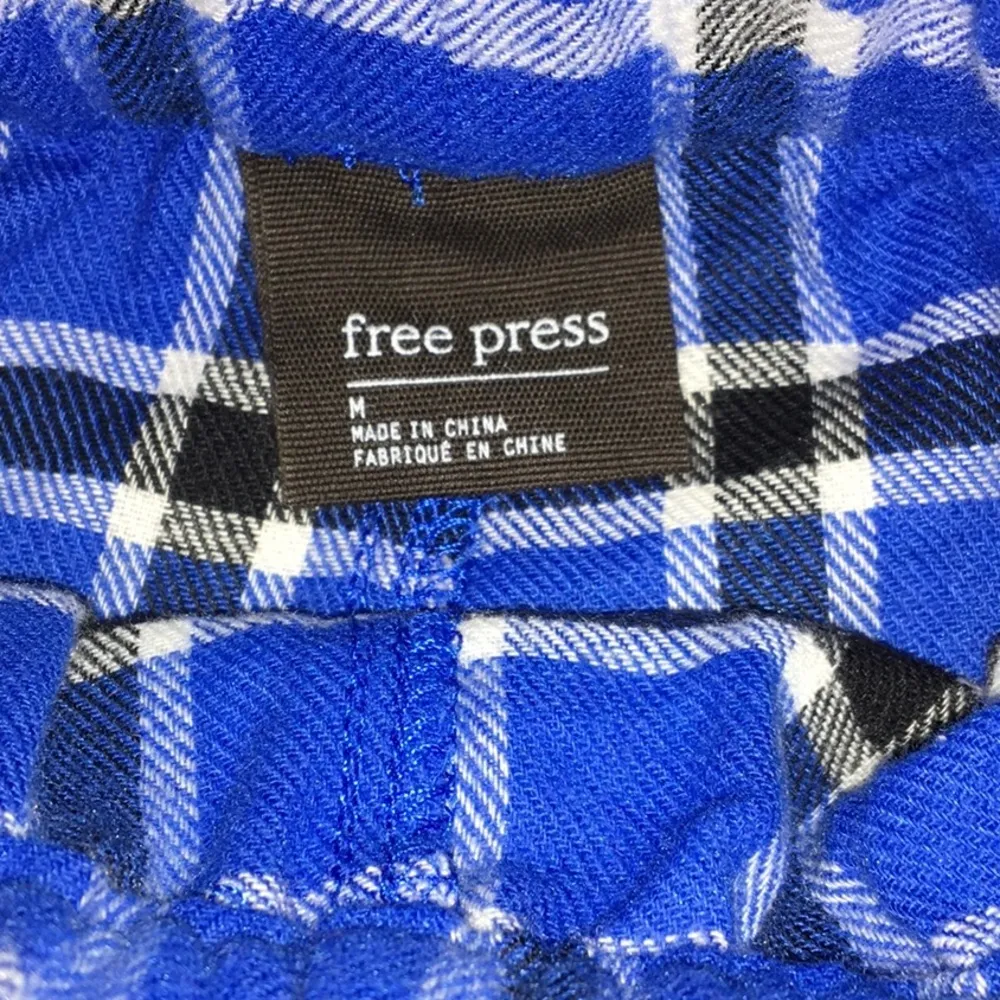 free press
M
MADE IN CHINA
FABRIQUÉ EN CHINE